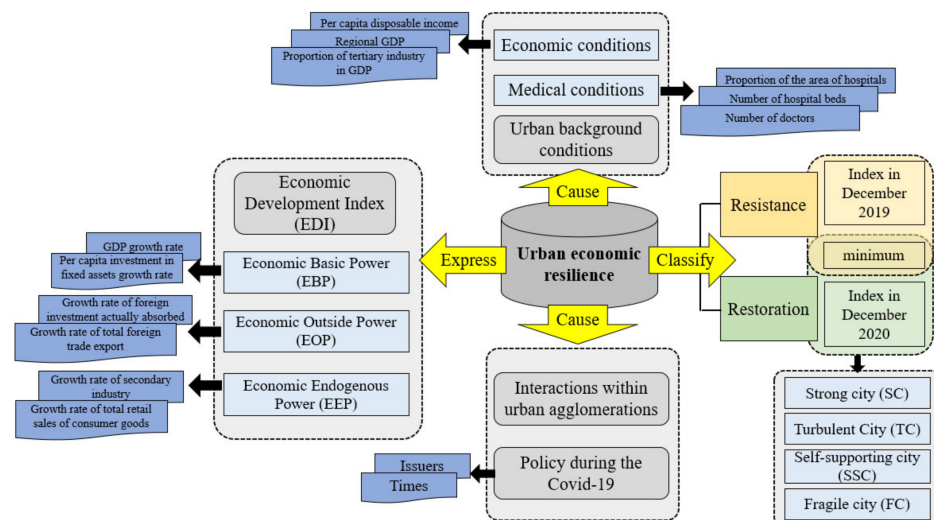 Per capita disposable income
Regional GDP
Proportion of tertiary industry
in GDP
Economic conditions
Medical conditions
Urban background
conditions
Proportion of the area of hospitals
Number of hospital beds
Number of doctors
Cause
Economic
Development Index
(EDI)
Economic Basic Power
(EBP)
Economic Outside Power
(EOP)
Economic Endogenous
Power (EEP)
GDP growth rate
Per capita investment in
fixed assets growth rate
Growth rate of foreign
investment actually absorbed
Growth rate of total foreign
trade export
Growth rate of secondary
industry
Growth rate of total retail
sales of consumer goods
Express
Urban economic
resilience
Classify
Resistance
Restoration
Index in
December
2019
minimum
Index in
December
2020
Cause
Interactions within
urban agglomerations
Policy during the
Covid-19
Issuers
Times
Strong city (SC)
Turbulent City (TC)
Self-supporting city
(SSC)
Fragile city (FC)